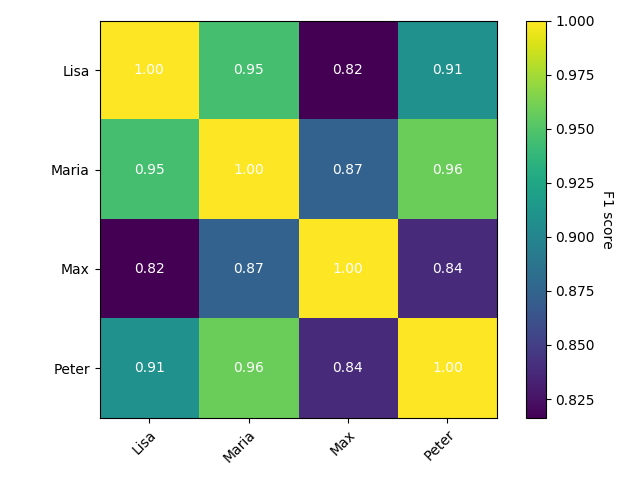 Lisa 1.00 0.95 0.82 0.91
Maria 0.95 1.00 0.87 0.96
Max 0.82 0.87 1.00 0.84
Peter 0.91 0.96 0.84 1.00
Lisa Maria Max Peter
1.000
0.975
0.950
0.925
0.900
0.875
0.850
0.825
F1 score